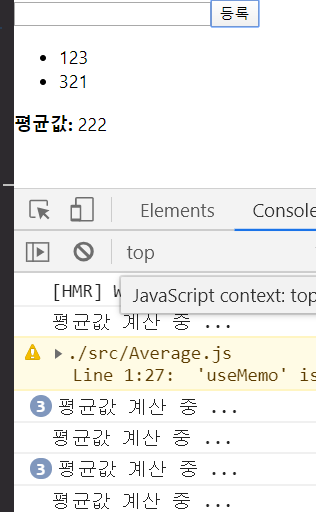 등록
123
321
평균값: 222
Elements Console
top
[HMR] W
JavaScript context: top
평균값 계산 중 ...
./src/Average.js
Line 1:27: 'useMemo' is
3 평균값 계산 중 ...
평균값 계산 중 ...
3 평균값 계산 중 ...
평균값 계산 중 ...